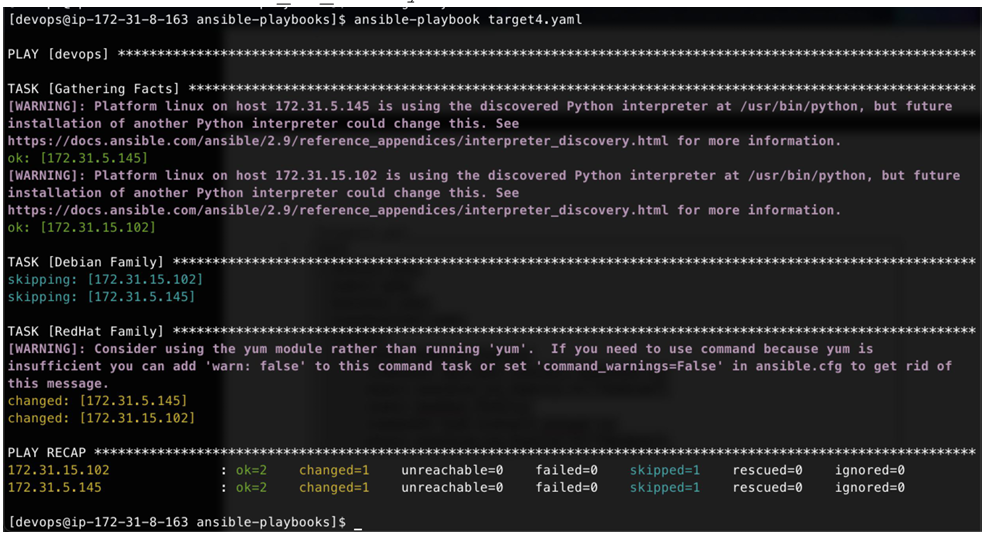 [devops@ip-172-31-8-163 ansible-playbooks]$ ansible-playbook target4.yaml
PLAY [devops] ************************************************************************************************************
TASK [Gathering Facts] ***************************************************************************************************
[WARNING]: Platform linux on host 172.31.5.145 is using the discovered Python interpreter at /usr/bin/python, but future
installation of another Python interpreter could change this. See
https://docs.ansible.com/ansible/2.9/reference_appendices/interpreter_discovery.html for more information.
ok: [172.31.5.145]
[WARNING]: Platform linux on host 172.31.15.102 is using the discovered Python interpreter at /usr/bin/python, but future
installation of another Python interpreter could change this. See
https://docs.ansible.com/ansible/2.9/reference_appendices/interpreter_discovery.html for more information.
ok: [172.31.15.102]
TASK [Debian Family] *****************************************************************************************************
skipping: [172.31.15.102]
skipping: [172.31.5.145]
TASK [RedHat Family] *****************************************************************************************************
[WARNING]: Consider using the yum module rather than running 'yum'.  If you need to use command because yum is
insufficient you can add 'warn: false' to this command task or set 'command_warnings=False' in ansible.cfg to get rid of
this message.
changed: [172.31.5.145]
changed: [172.31.15.102]
PLAY RECAP ***************************************************************************************************************
172.31.15.102              : ok=2    changed=1    unreachable=0    failed=0    skipped=1    rescued=0    ignored=0
172.31.5.145               : ok=2    changed=1    unreachable=0    failed=0    skipped=1    rescued=0    ignored=0
[devops@ip-172-31-8-163 ansible-playbooks]$ _